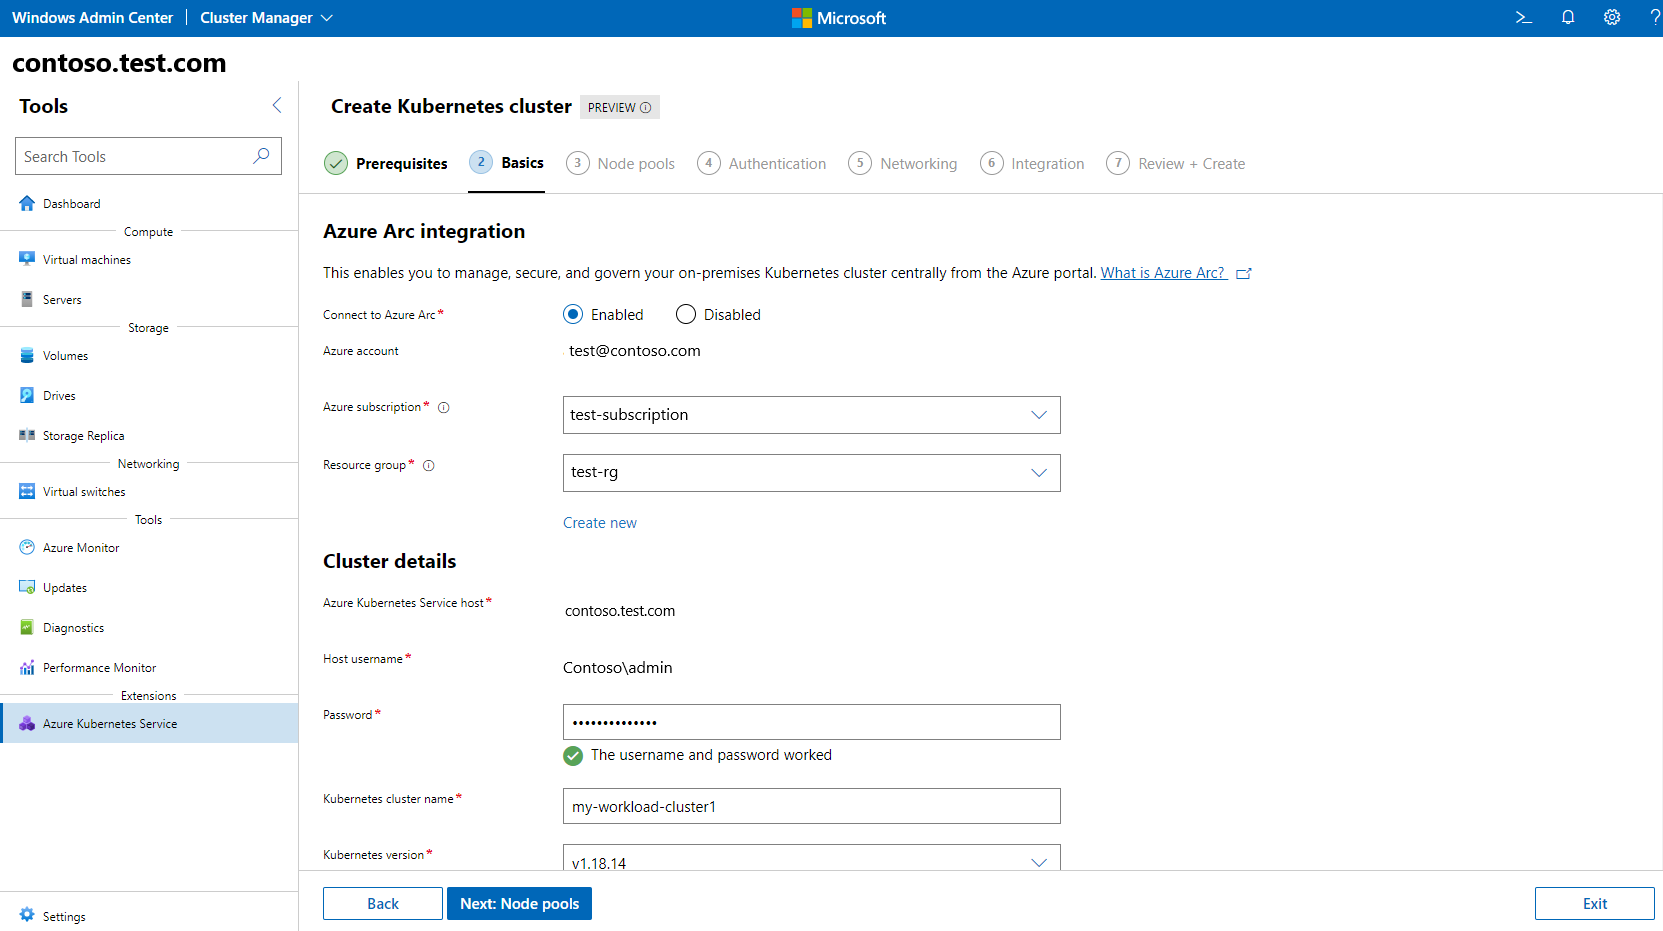 Windows Admin Center | Cluster Manager
Microsoft
?
contoso.test.com
Tools
Search Tools
Dashboard
Compute
Virtual machines
Servers
Storage
Volumes
Drives
Storage Replica
Networking
Virtual switches
Tools
Azure Monitor
Updates
Diagnostics
Performance Monitor
Extensions
Azure Kubernetes Service
Settings
Create Kubernetes cluster PREVIEW
Prerequisites 2 Basics 3 Node pools 4 Authentication 5 Networking 6 Integration 7 Review + Create
Azure Arc integration
This enables you to manage, secure, and govern your on-premises Kubernetes cluster centrally from the Azure portal. What is Azure Arc?
Connect to Azure Arc* Enabled Disabled
Azure account test@contoso.com
Azure subscription* test-subscription
Resource group* test-rg
Create new
Cluster details
Azure Kubernetes Service host* contoso.test.com
Host username* Contoso\admin
Password* ••••••••••••••
The username and password worked
Kubernetes cluster name* my-workload-cluster1
Kubernetes version* v1.18.14
Back Next: Node pools Exit